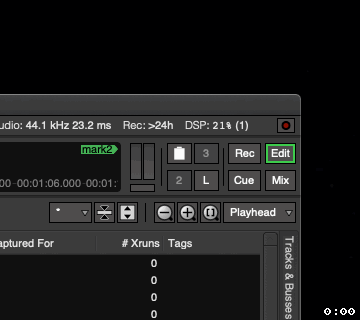 udio: 44.1 kHz 23.2 ms Rec: >24h DSP: 21% (1)
mark2
3 Rec Edit
00-00:01:06.000-00:01:
2 L Cue Mix
* Playhead
aptured For # Xruns Tags
0
0
0
0
Tracks & Busses
0:00